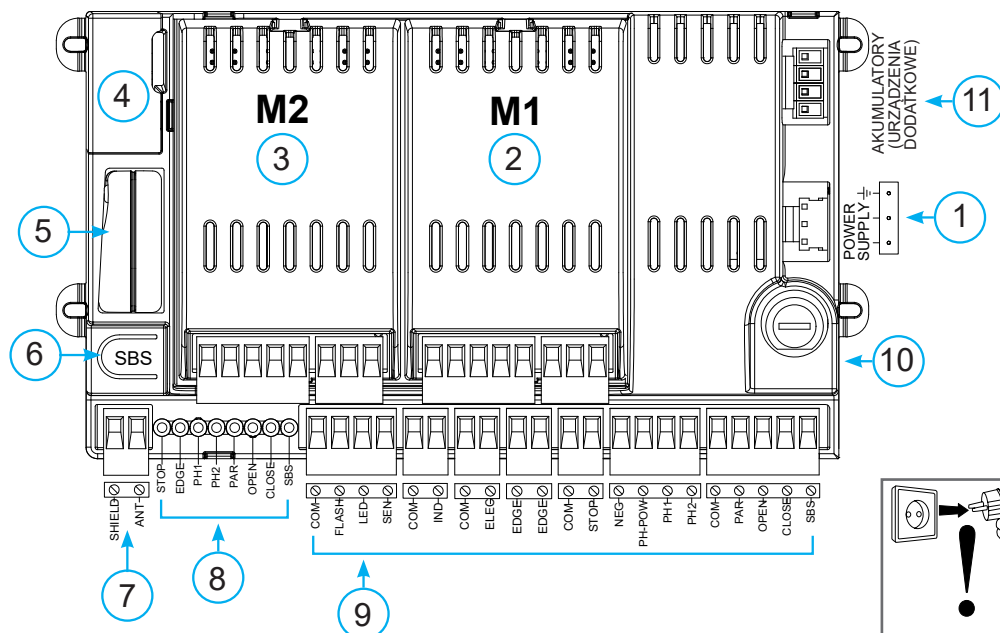 4
M2
3
M1
2
AKUMULATORY
(URZĄDZENIA
DODATKOWE)
11
5
POWER
SUPPLY
1
6
SBS
10
STOP
EDGE
PH1
PH2
PAR
OPEN
CLOSE
SBS
SHIELD
ANT
COM
FLASH
LED
SEN
COM
IND
COM
ELEG
EDGE
EDGE
COM
STOP
NEG
PH-POW
PH1
PH2
COM
PAR
OPEN
CLOSE
SBS
7
8
9
!